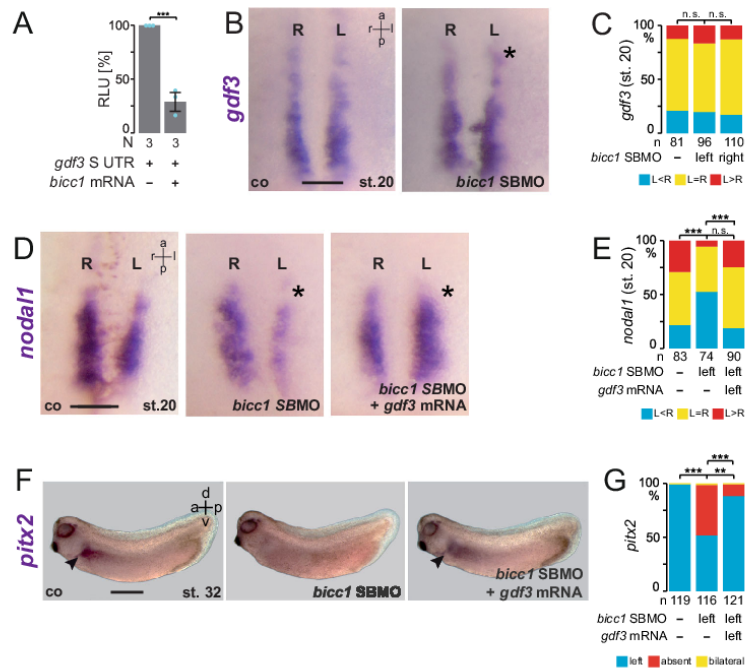 A
RLU [%]
100
50
0
***
N 3 3
gdf3 S UTR + +
bicc1 mRNA – +
B
gdf3
R L
a
r l
p
co st.20
R L
*
bicc1 SBMO
C
n.s. n.s.
gdf3 (st. 20)
100
%
50
0
n 81 96 110
bicc1 SBMO – left right
L<R L=R L>R
D
nodal1
R L
a
r l
p
co st.20
R L
*
bicc1 SBMO
R L
*
bicc1 SBMO
+ gdf3 mRNA
E
***
*** n.s.
nodal1 (st. 20)
100
%
50
0
n 83 74 90
bicc1 SBMO – left left
gdf3 mRNA – – left
L<R L=R L>R
F
pitx2
d
a p
v
co st. 32
bicc1 SBMO
bicc1 SBMO
+ gdf3 mRNA
G
***
*** **
pitx2
100
%
50
0
n 119 116 121
bicc1 SBMO – left left
gdf3 mRNA – – left
left absent bilateral